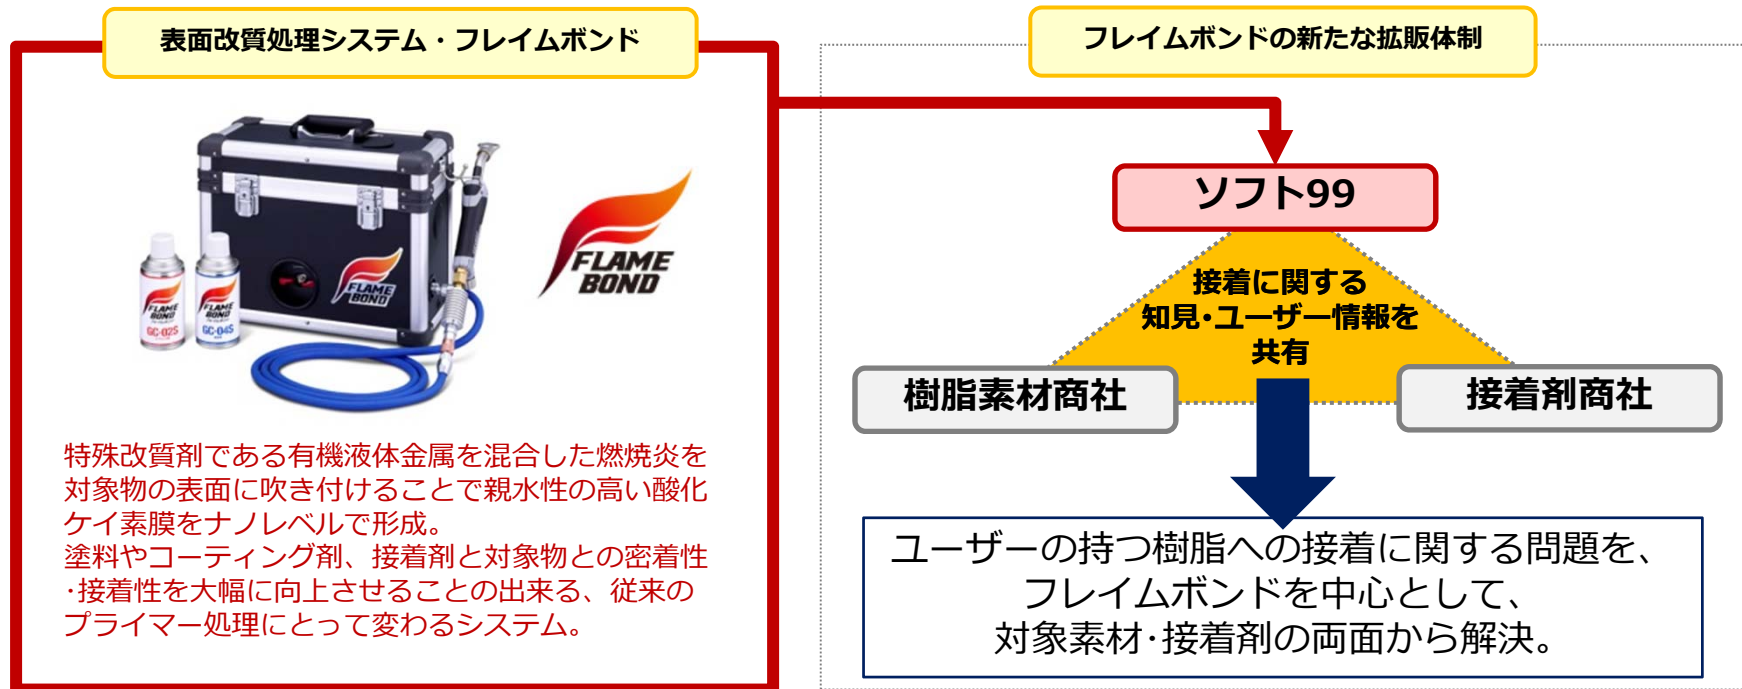 表面改質処理システム・フレイムボンド
FLAME
BOND
FLAME
BOND
FLAME
BOND
GC-02S
FLAME
BOND
GC-04S
特殊改質剤である有機液体金属を混合した燃焼炎を
対象物の表面に吹き付けることで親水性の高い酸化
ケイ素膜をナノレベルで形成。
塗料やコーティング剤、接着剤と対象物との密着性
・接着性を大幅に向上させることの出来る、従来の
プライマー処理にとって変わるシステム。
フレイムボンドの新たな拡販体制
ソフト99
接着に関する
知見・ユーザー情報を
共有
樹脂素材商社
接着剤商社
ユーザーの持つ樹脂への接着に関する問題を、
フレイムボンドを中心として、
対象素材・接着剤の両面から解決。